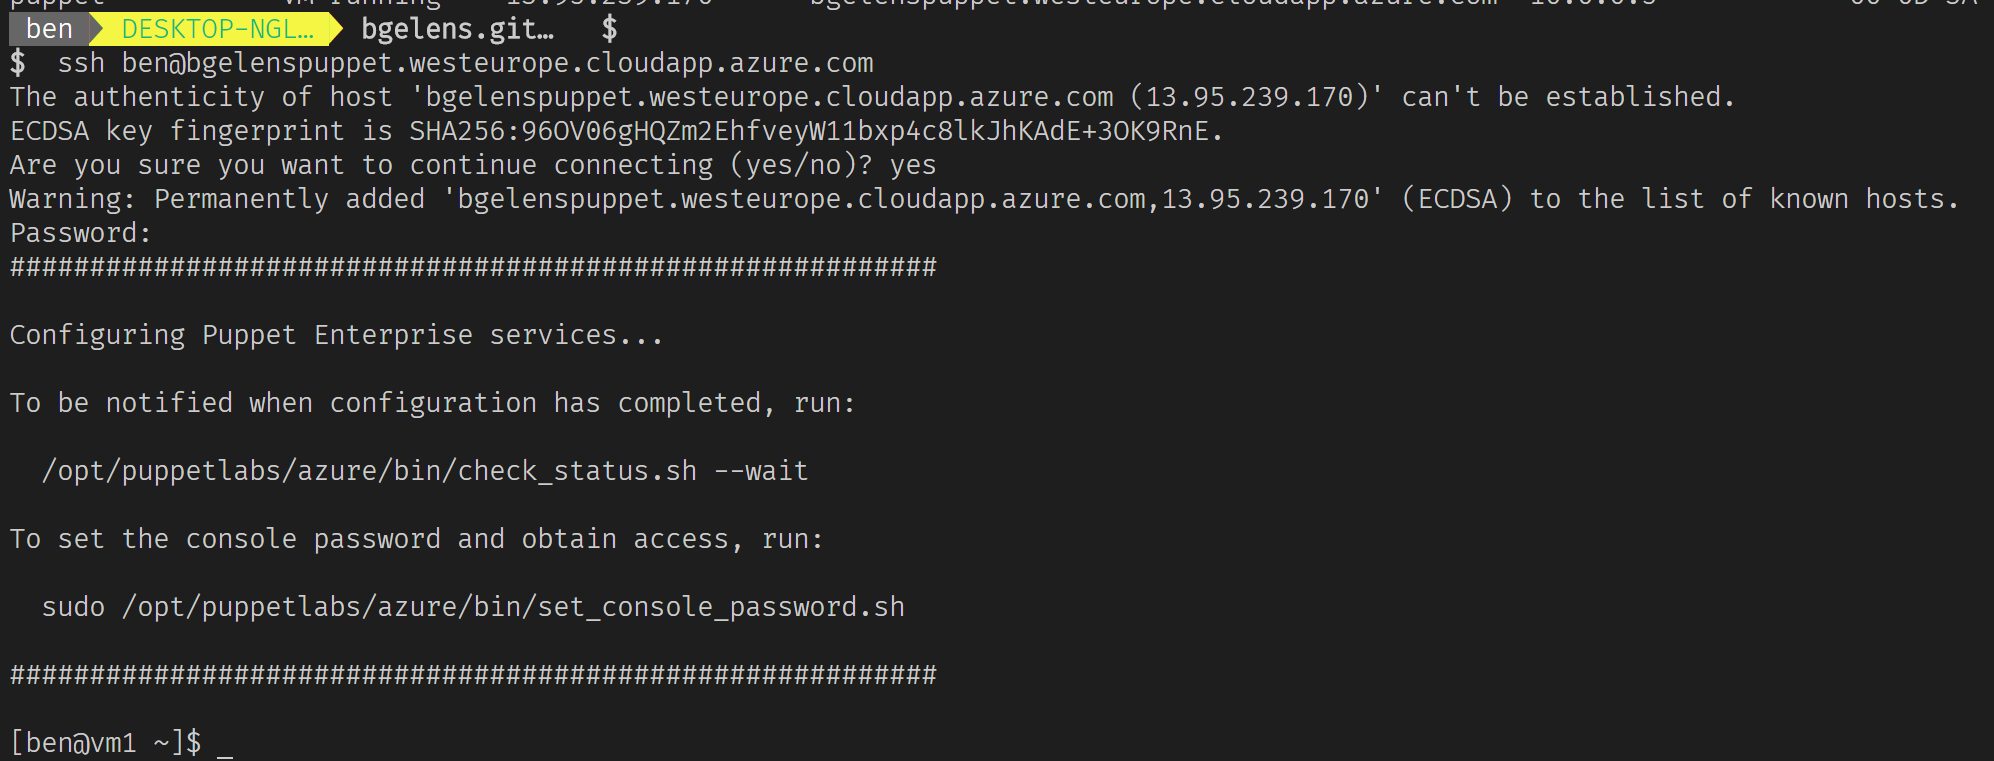 ben DESKTOP-NGL… bgelens.git… $
$ ssh ben@bgelenspuppet.westeurope.cloudapp.azure.com
The authenticity of host 'bgelenspuppet.westeurope.cloudapp.azure.com (13.95.239.170)' can't be established.
ECDSA key fingerprint is SHA256:96OV06gHQZm2EhfveyW11bxp4c8lkJhKAdE+3OK9RnE.
Are you sure you want to continue connecting (yes/no)? yes
Warning: Permanently added 'bgelenspuppet.westeurope.cloudapp.azure.com,13.95.239.170' (ECDSA) to the list of known hosts.
Password:
##########################################################
Configuring Puppet Enterprise services...
To be notified when configuration has completed, run:
/opt/puppetlabs/azure/bin/check_status.sh --wait
To set the console password and obtain access, run:
sudo /opt/puppetlabs/azure/bin/set_console_password.sh
##########################################################
[ben@vm1 ~]$ _